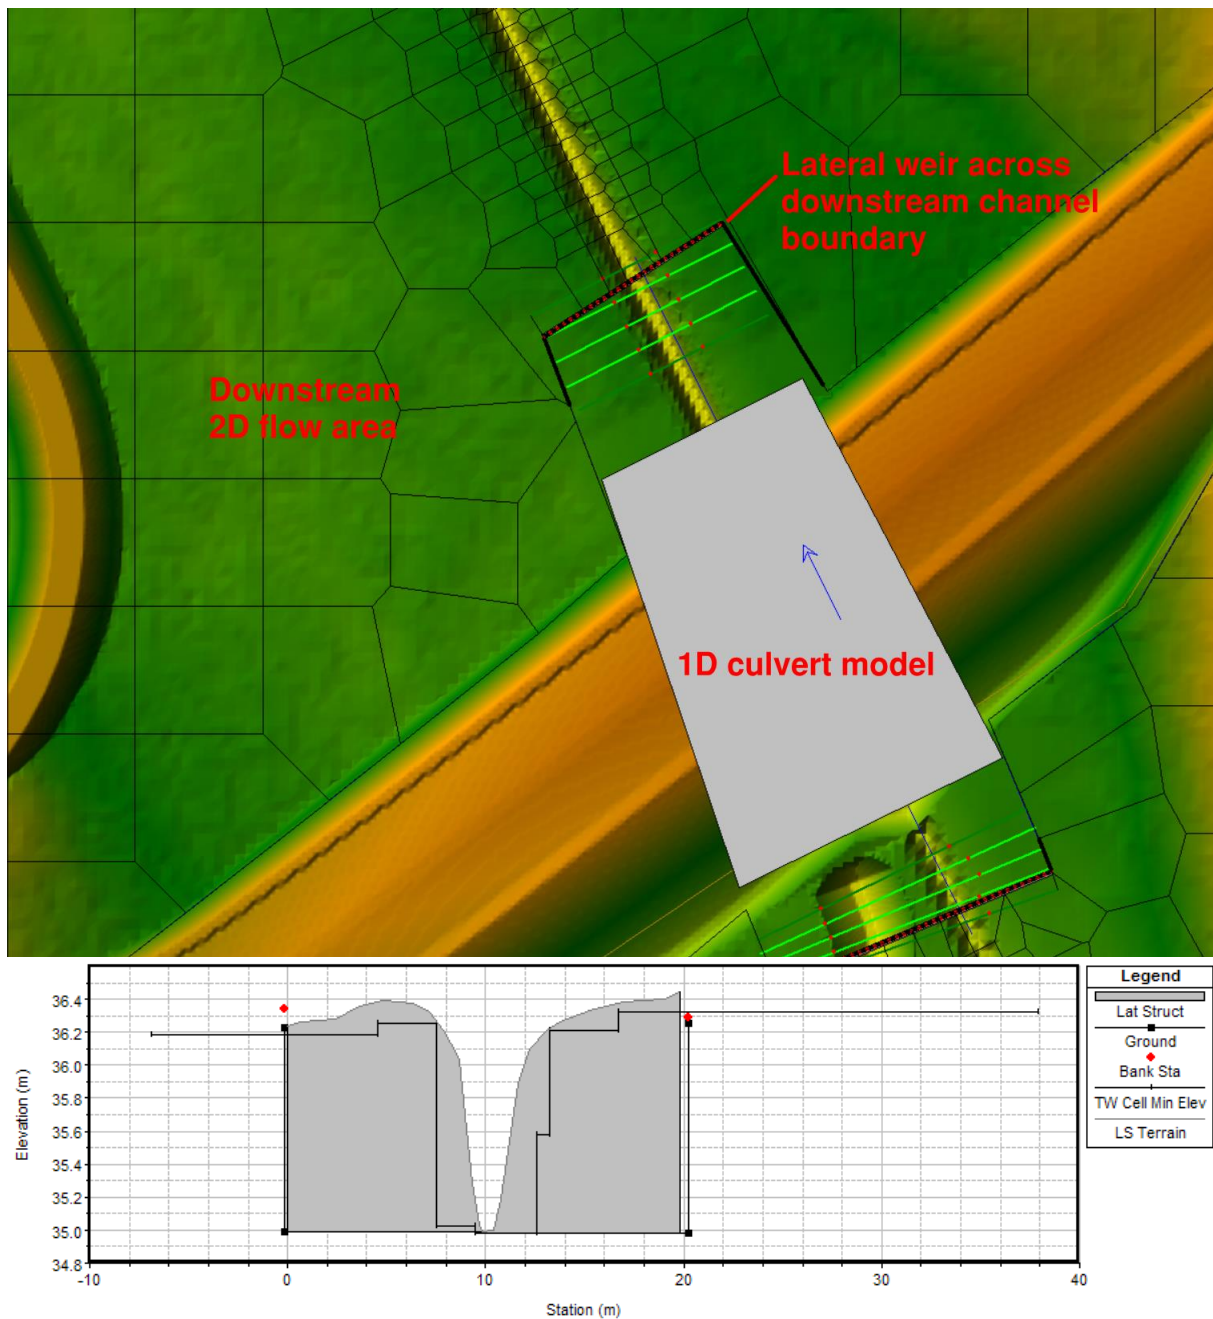 Lateral weir across
downstream channel
boundary
Downstream
2D flow area
1D culvert model
Legend
Lat Struct
Ground
Bank Sta
TW Cell Min Elev
LS Terrain
Elevation (m)
36.4
36.2
36.0
35.8
35.6
35.4
35.2
35.0
34.8
-10 0 10 20 30 40
Station (m)